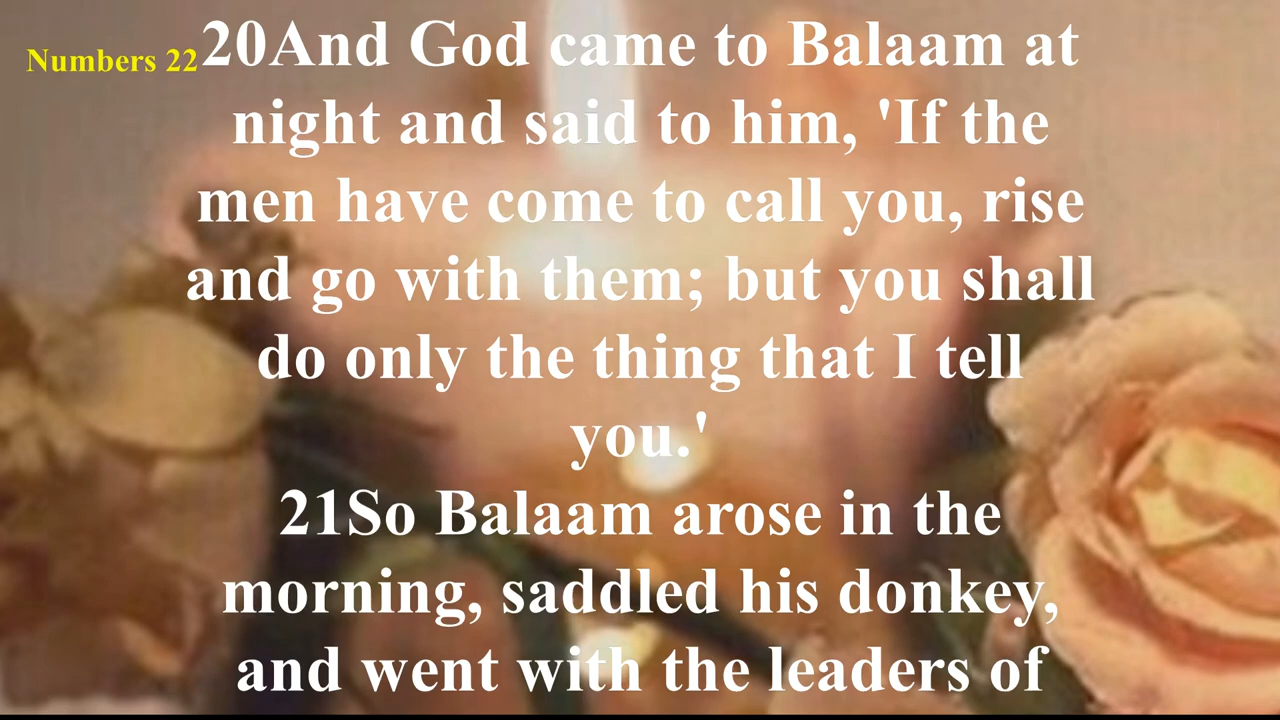 Numbers 22
20And God came to Balaam at
night and said to him, 'If the
men have come to call you, rise
and go with them; but you shall
do only the thing that I tell
you.'
21So Balaam arose in the
morning, saddled his donkey,
and went with the leaders of